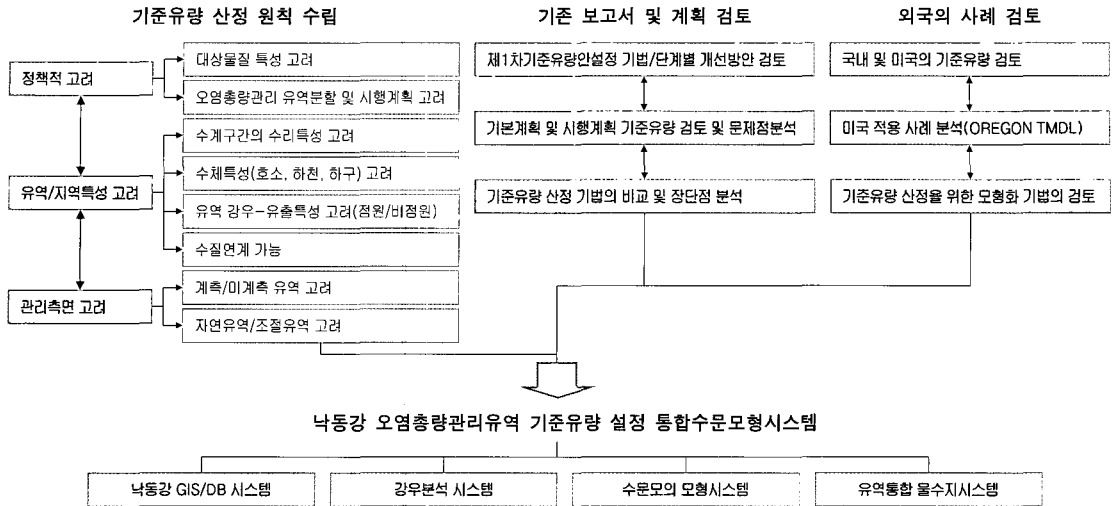 기준유량 산정 원칙 수립
정책적 고려
대상물질 특성 고려
오염총량관리 유역분할 및 시행계획 고려
유역/지역특성 고려
수계구간의 수리특성 고려
수체특성(호소, 하천, 하구) 고려
유역 강우-유출특성 고려(점원/비점원)
수질연계 가능
관리측면 고려
계측/미계측 유역 고려
자연유역/조절유역 고려
기존 보고서 및 계획 검토
제1차기준유량안설정 기법/단계별 개선방안 검토
기본계획 및 시행계획 기준유량 검토 및 문제점분석
기준유량 산정 기법의 비교 및 장단점 분석
외국의 사례 검토
국내 및 미국의 기준유량 검토
미국 적용 사례 분석(OREGON TMDL)
기준유량 산정을 위한 모형화 기법의 검토
낙동강 오염총량관리유역 기준유량 설정 통합수문모형시스템
낙동강 GIS/DB 시스템
강우분석 시스템
수문모의 모형시스템
유역통합 물수지시스템